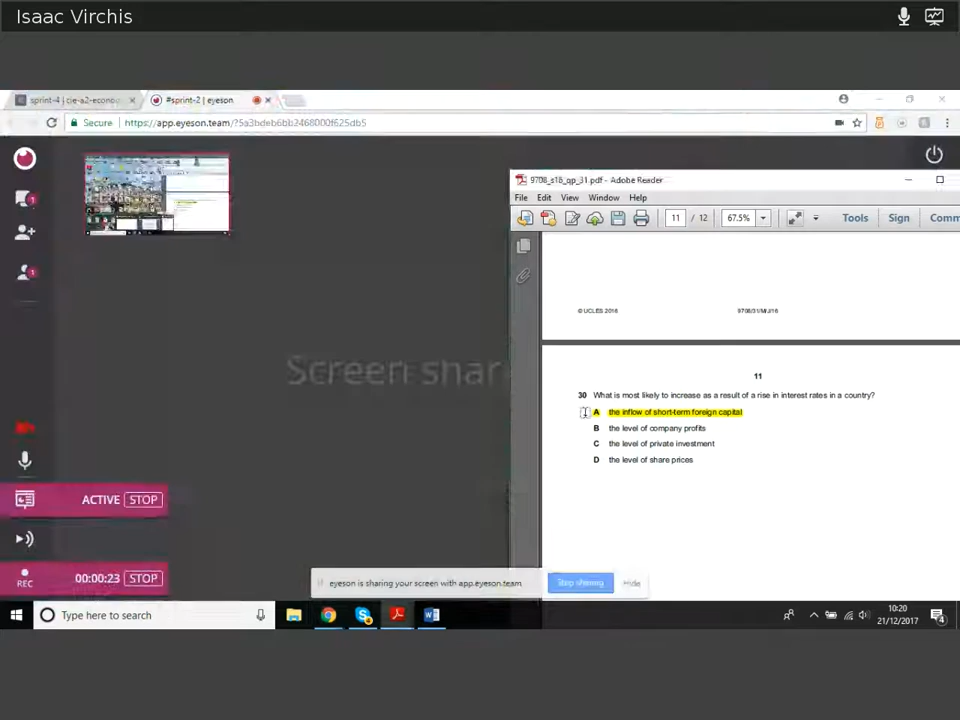 Isaac Virchis
sprint-4 | cie-a2-econo
#sprint-2 | eyeson
Secure
https://app.eyeson.team/?5a3bdeb6bb2468000f625db5
9708_s16_qp_31.pdf - Adobe Reader
File Edit View Window Help
11 / 12 67.5% Tools Sign Comm
© UCLES 2016 9708/31/M/J/16
Screen shar
11
30 What is most likely to increase as a result of a rise in interest rates in a country?
A the inflow of short-term foreign capital
B the level of company profits
C the level of private investment
D the level of share prices
1
1
ACTIVE STOP
REC 00:00:23 STOP
eyeson is sharing your screen with app.eyeson.team.
Stop sharing
Hide
Type here to search
10:20
21/12/2017
4